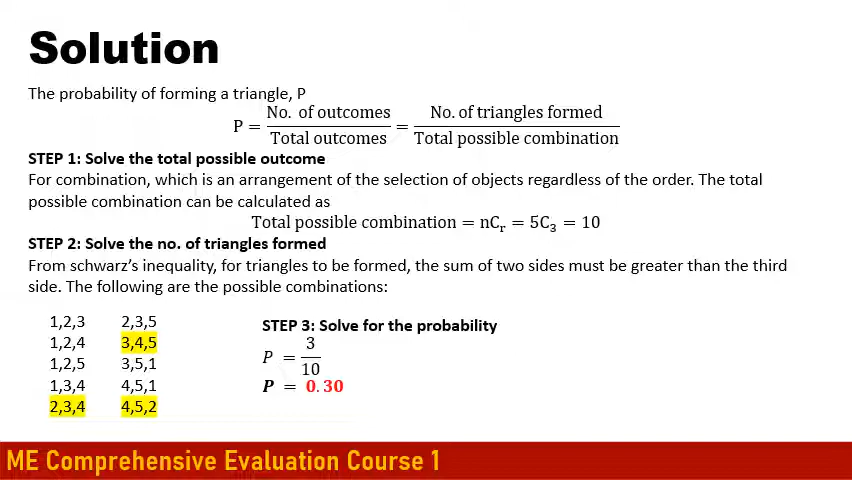 Solution
The probability of forming a triangle, P
P = No. of outcomes / Total outcomes = No. of triangles formed / Total possible combination
STEP 1: Solve the total possible outcome
For combination, which is an arrangement of the selection of objects regardless of the order. The total
possible combination can be calculated as
Total possible combination = nCᵣ = 5C₃ = 10
STEP 2: Solve the no. of triangles formed
From schwarz's inequality, for triangles to be formed, the sum of two sides must be greater than the third
side. The following are the possible combinations:
1,2,3
1,2,4
1,2,5
1,3,4
2,3,4
2,3,5
3,4,5
3,5,1
4,5,1
4,5,2
STEP 3: Solve for the probability
P = 3 / 10
P = 0.30
ME Comprehensive Evaluation Course 1